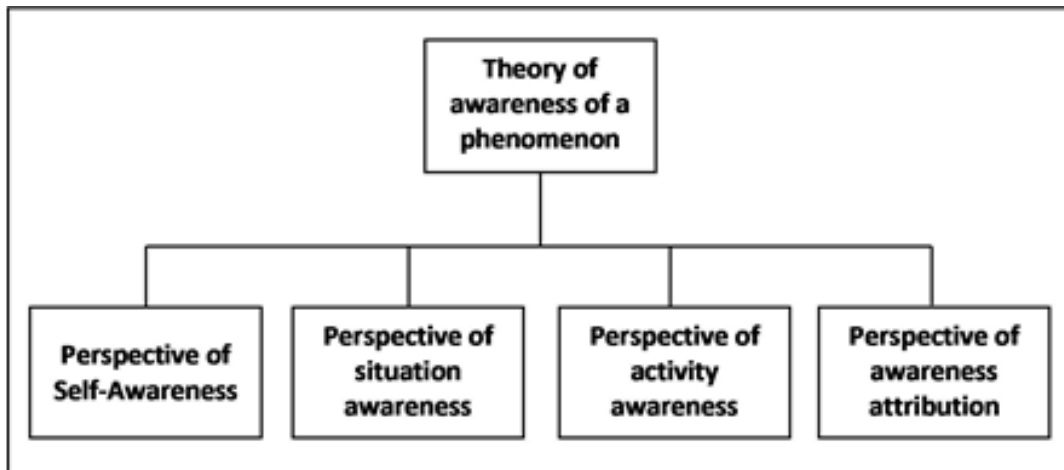 Theory of
awareness of a
phenomenon
Perspective of
Self-Awareness
Perspective of
situation
awareness
Perspective of
activity
awareness
Perspective of
awareness
attribution